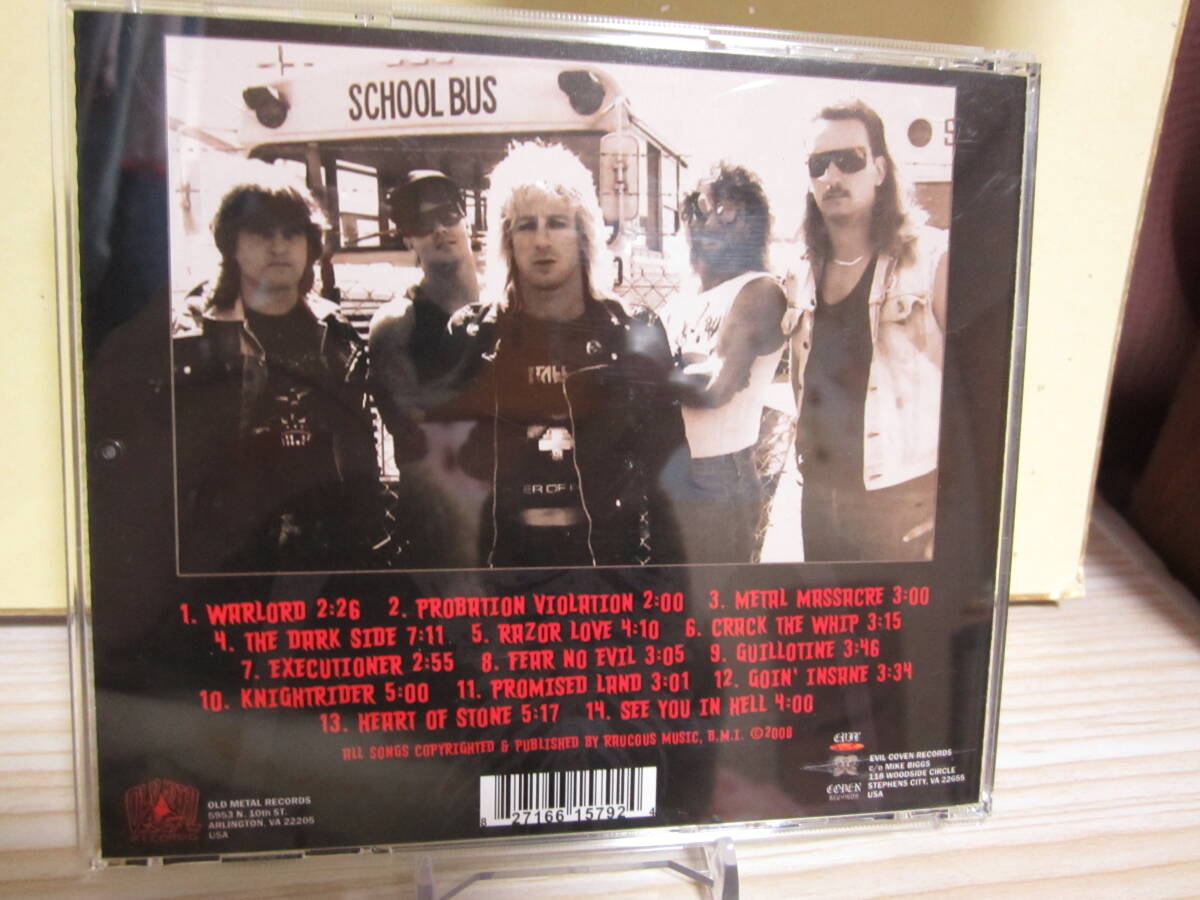 SCHOOL BUS
ER OF
1. WARLORD 2:26 2. PROBATION VIOLATION 2:00 3. METAL MASSACRE 3:00
4. THE DARK SIDE 7:11 5. RAZOR LOVE 4:10 6. CRACK THE WHIP 3:15
7. EXECUTIONER 2:55 8. FEAR NO EVIL 3:05 9. GUILLOTINE 3:46
10. KNIGHTRIDER 5:00 11. PROMISED LAND 3:01 12. GOIN' INSANE 3:34
13. HEART OF STONE 5:17 14. SEE YOU IN HELL 4:00
ALL SONGS COPYRIGHTED & PUBLISHED BY RAUCOUS MUSIC, B.M.I. ©2008
OLD METAL RECORDS
5953 N. 10th ST.
ARLINGTON, VA 22205
USA
8 27166 15792 4
EVIL
COVEN
RECORDS
EVIL COVEN RECORDS
c/o MIKE BIGGS
118 WOODSIDE CIRCLE
STEPHENS CITY, VA 22655
USA